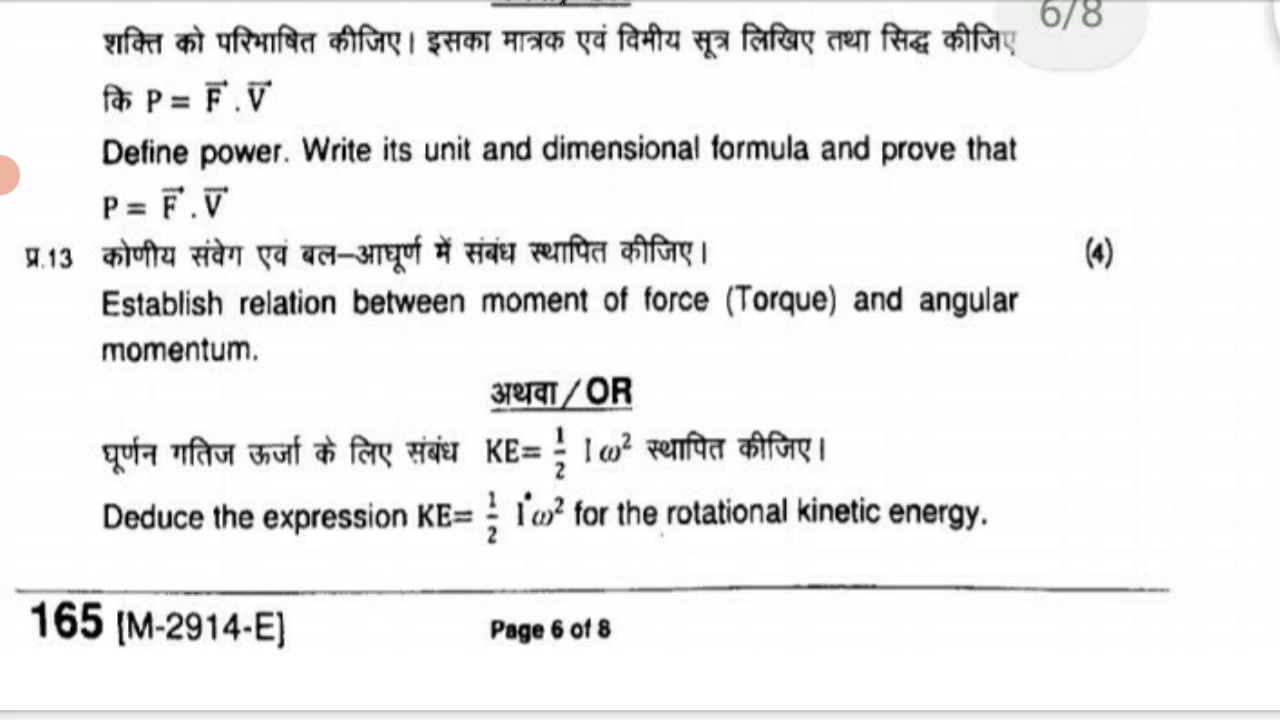 6/8
शक्ति को परिभाषित कीजिए। इसका मात्रक एवं विमीय सूत्र लिखिए तथा सिद्ध कीजिए
कि P = F⃗ . V⃗
Define power. Write its unit and dimensional formula and prove that
P = F⃗ . V⃗
प्र.13 कोणीय संवेग एवं बल–आघूर्ण में संबंध स्थापित कीजिए। (4)
Establish relation between moment of force (Torque) and angular
momentum.
अथवा / OR
घूर्णन गतिज ऊर्जा के लिए संबंध KE= 1/2 I ω² स्थापित कीजिए।
Deduce the expression KE= 1/2 I ω² for the rotational kinetic energy.
165 [M-2914-E] Page 6 of 8